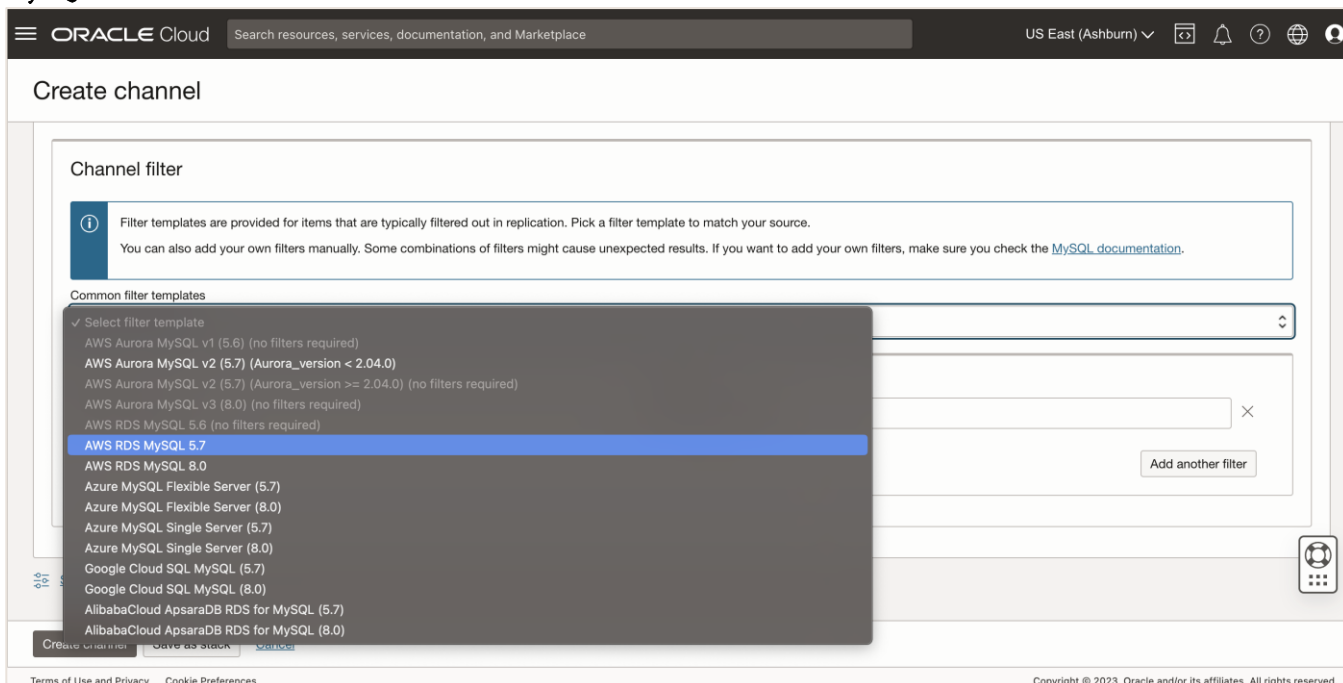 ORACLE Cloud
Search resources, services, documentation, and Marketplace
US East (Ashburn)
Create channel
Channel filter
Filter templates are provided for items that are typically filtered out in replication. Pick a filter template to match your source.
You can also add your own filters manually. Some combinations of filters might cause unexpected results. If you want to add your own filters, make sure you check the MySQL documentation.
Common filter templates
✓ Select filter template
AWS Aurora MySQL v1 (5.6) (no filters required)
AWS Aurora MySQL v2 (5.7) (Aurora_version < 2.04.0)
AWS Aurora MySQL v2 (5.7) (Aurora_version >= 2.04.0) (no filters required)
AWS Aurora MySQL v3 (8.0) (no filters required)
AWS RDS MySQL 5.6 (no filters required)
AWS RDS MySQL 5.7
AWS RDS MySQL 8.0
Azure MySQL Flexible Server (5.7)
Azure MySQL Flexible Server (8.0)
Azure MySQL Single Server (5.7)
Azure MySQL Single Server (8.0)
Google Cloud SQL MySQL (5.7)
Google Cloud SQL MySQL (8.0)
AlibabaCloud ApsaraDB RDS for MySQL (5.7)
AlibabaCloud ApsaraDB RDS for MySQL (8.0)
Add another filter
Create channel
Save as stack
Cancel
Terms of Use and Privacy Cookie Preferences
Copyright © 2023, Oracle and/or its affiliates. All rights reserved.